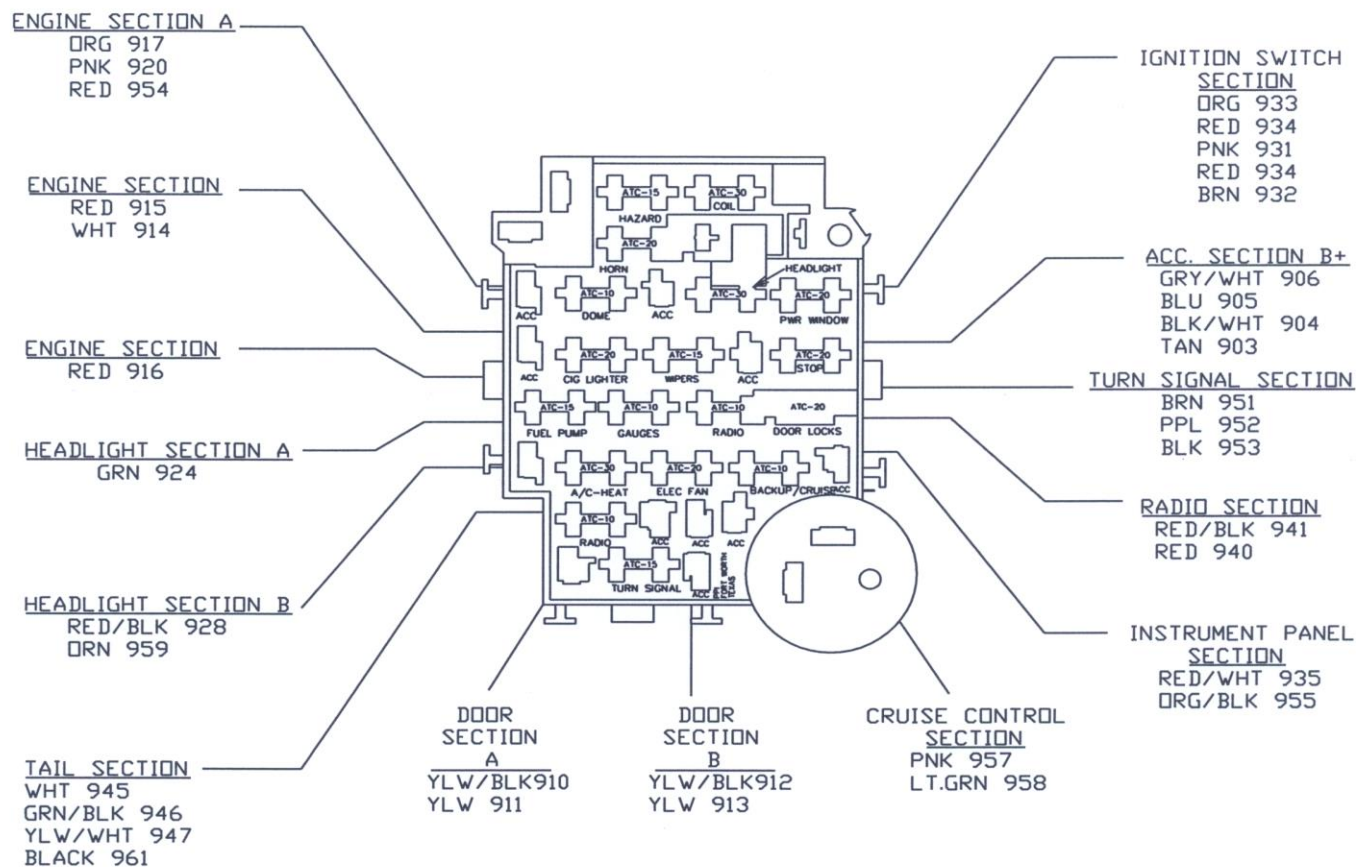 ENGINE SECTION A
ORG 917
PNK 920
RED 954
ENGINE SECTION
RED 915
WHT 914
ENGINE SECTION
RED 916
HEADLIGHT SECTION A
GRN 924
HEADLIGHT SECTION B
RED/BLK 928
ORN 959
TAIL SECTION
WHT 945
GRN/BLK 946
YLW/WHT 947
BLACK 961
ATC-15
HAZARD
ATC-30
COIL
ATC-20
HORN
HEADLIGHT
ACC
ATC-10
DOME
ACC
ATC-30
ATC-20
PWR WINDOW
ACC
ATC-20
CIG LIGHTER
ATC-15
WIPERS
ACC
ATC-20
STOP
ATC-15
FUEL PUMP
ATC-10
GAUGES
ATC-10
RADIO
ATC-20
DOOR LOCKS
ATC-30
A/C-HEAT
ATC-20
ELEC FAN
ATC-10
BACKUP/CRUISE
ACC
ATC-10
RADIO
ACC
ACC
ACC
ATC-15
TURN SIGNAL
ACC
FORT WORTH
TEXAS
DOOR
SECTION
A
YLW/BLK910
YLW 911
DOOR
SECTION
B
YLW/BLK912
YLW 913
CRUISE CONTROL
SECTION
PNK 957
LT.GRN 958
IGNITION SWITCH
SECTION
ORG 933
RED 934
PNK 931
RED 934
BRN 932
ACC. SECTION B+
GRY/WHT 906
BLU 905
BLK/WHT 904
TAN 903
TURN SIGNAL SECTION
BRN 951
PPL 952
BLK 953
RADIO SECTION
RED/BLK 941
RED 940
INSTRUMENT PANEL
SECTION
RED/WHT 935
ORG/BLK 955